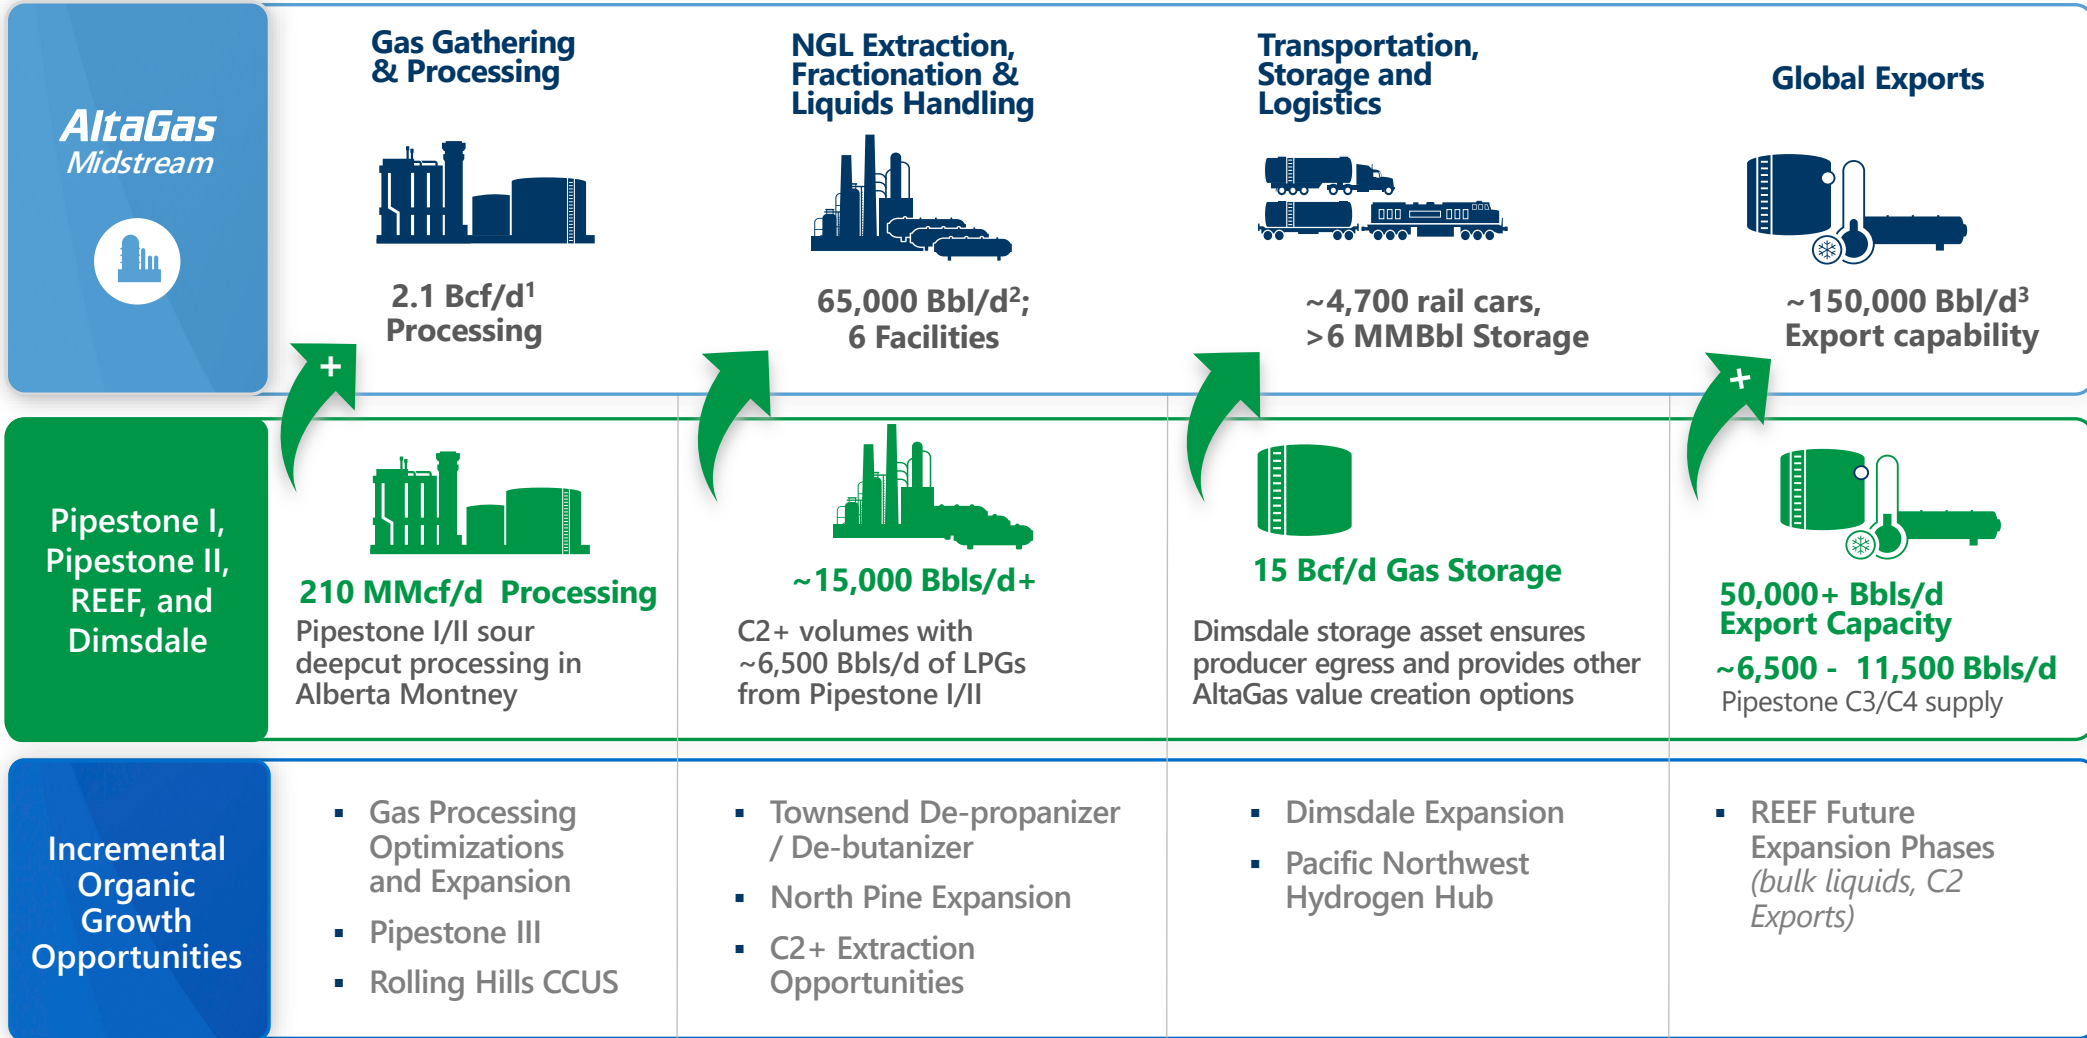 AltaGas
Midstream
Gas Gathering
& Processing
2.1 Bcf/d¹
Processing
NGL Extraction,
Fractionation &
Liquids Handling
65,000 Bbl/d²;
6 Facilities
Transportation,
Storage and
Logistics
~4,700 rail cars,
>6 MMBbl Storage
Global Exports
~150,000 Bbl/d³
Export capability
+
+
Pipestone I,
Pipestone II,
REEF, and
Dimsdale
210 MMcf/d  Processing
Pipestone I/II sour
deepcut processing in
Alberta Montney
~15,000 Bbls/d+
C2+ volumes with
~6,500 Bbls/d of LPGs
from Pipestone I/II
15 Bcf/d Gas Storage
Dimsdale storage asset ensures
producer egress and provides other
AltaGas value creation options
50,000+ Bbls/d
Export Capacity
~6,500 -  11,500 Bbls/d
Pipestone C3/C4 supply
Incremental
Organic
Growth
Opportunities
▪ Gas Processing
Optimizations
and Expansion
▪ Pipestone III
▪ Rolling Hills CCUS
▪ Townsend De-propanizer
/ De-butanizer
▪ North Pine Expansion
▪ C2+ Extraction
Opportunities
▪ Dimsdale Expansion
▪ Pacific Northwest
Hydrogen Hub
▪ REEF Future
Expansion Phases
(bulk liquids, C2
Exports)